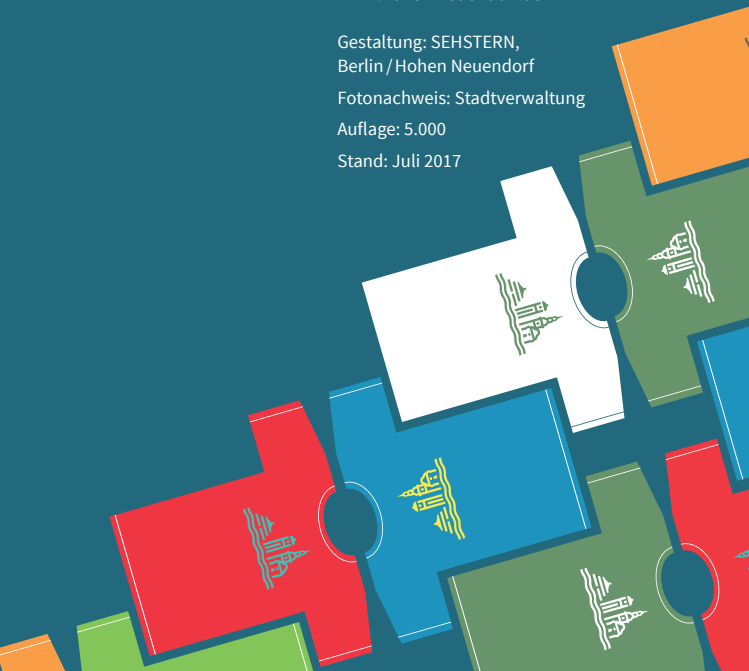 Gestaltung: SEHSTERN,
Berlin / Hohen Neuendorf
Fotonachweis: Stadtverwaltung
Auflage: 5.000
Stand: Juli 2017